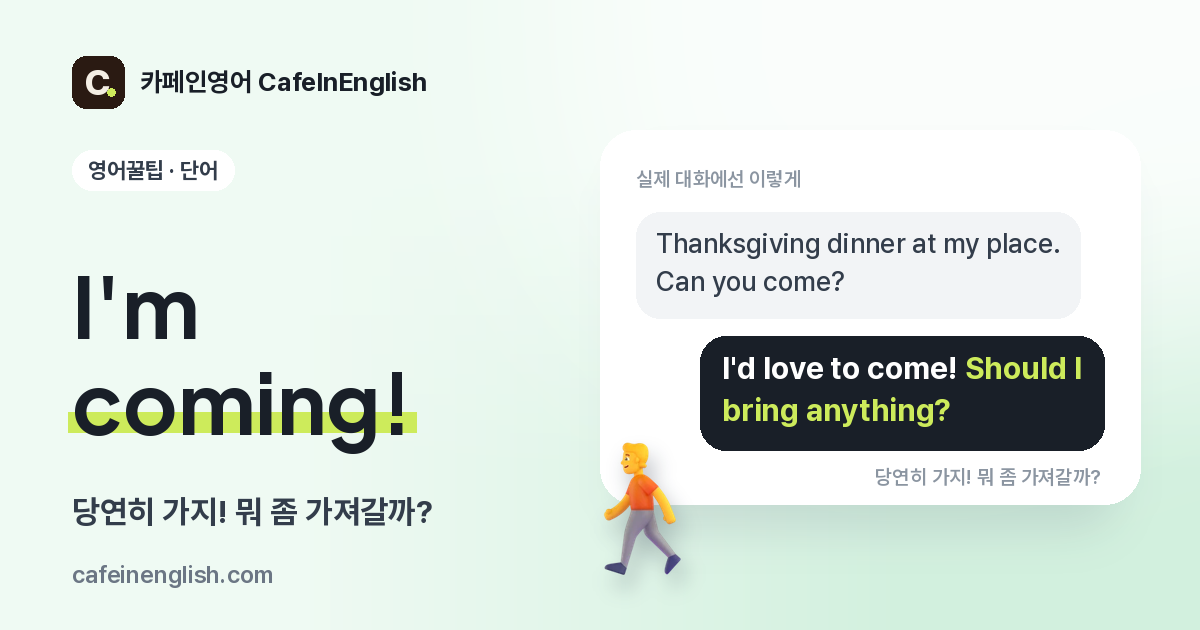 C
카페인영어 CafeInEnglish
영어꿀팁 · 단어
I'm
coming!
당연히 가지! 뭐 좀 가져갈까?
cafeinenglish.com
실제 대화에선 이렇게
Thanksgiving dinner at my place.
Can you come?
I'd love to come! Should I
bring anything?
당연히 가지! 뭐 좀 가져갈까?